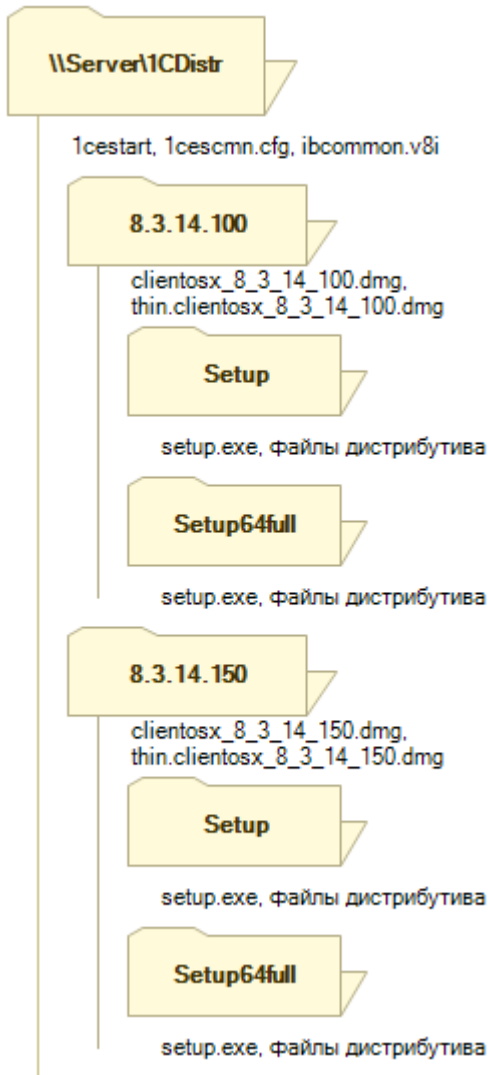 \\Server\1CDistr
1cestart, 1cescmn.cfg, ibcommon.v8i
8.3.14.100
clientosx_8_3_14_100.dmg,
thin.clientosx_8_3_14_100.dmg
Setup
setup.exe, файлы дистрибутива
Setup64full
setup.exe, файлы дистрибутива
8.3.14.150
clientosx_8_3_14_150.dmg,
thin.clientosx_8_3_14_150.dmg
Setup
setup.exe, файлы дистрибутива
Setup64full
setup.exe, файлы дистрибутива